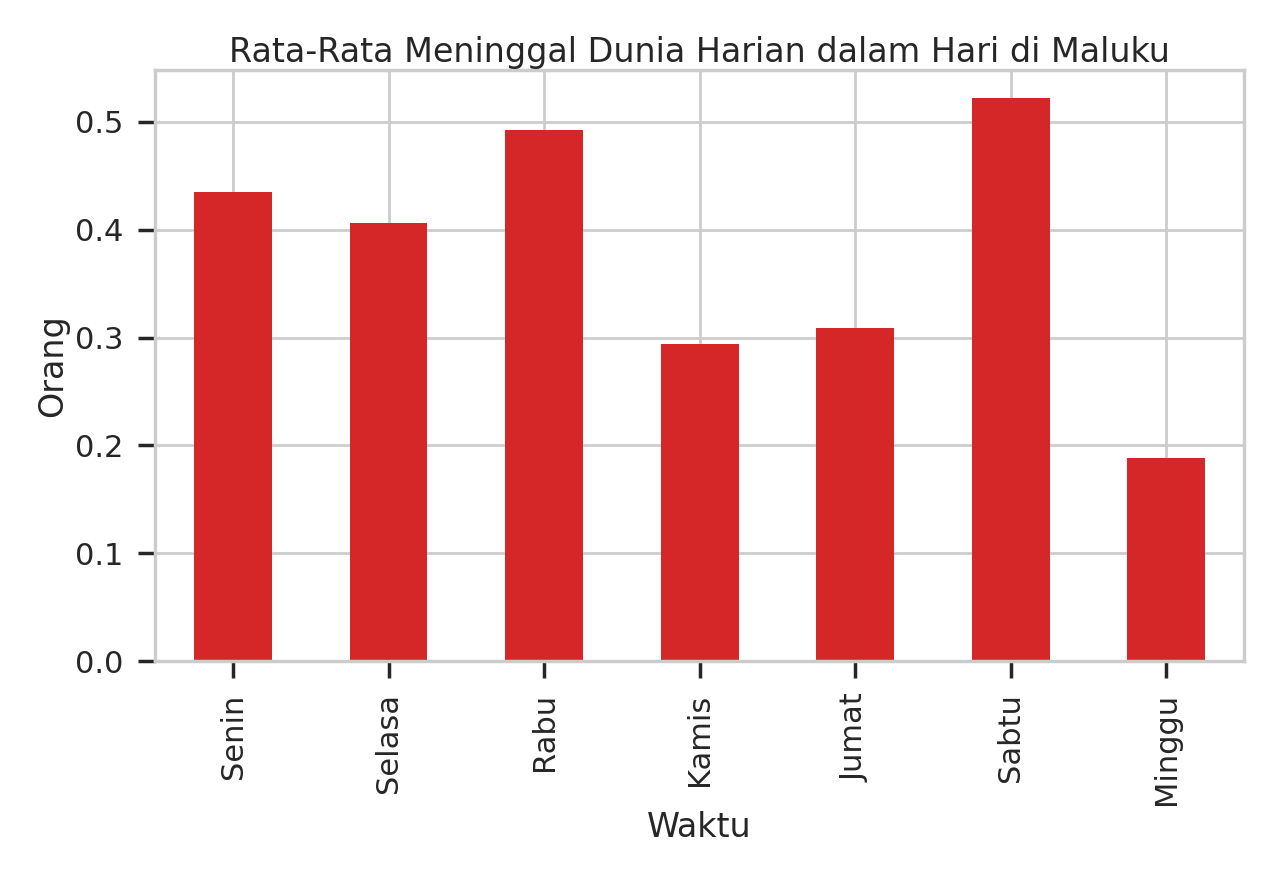 Rata-Rata Meninggal Dunia Harian dalam Hari di Maluku
Orang
0.5
0.4
0.3
0.2
0.1
0.0
Senin
Selasa
Rabu
Kamis
Jumat
Sabtu
Minggu
Waktu